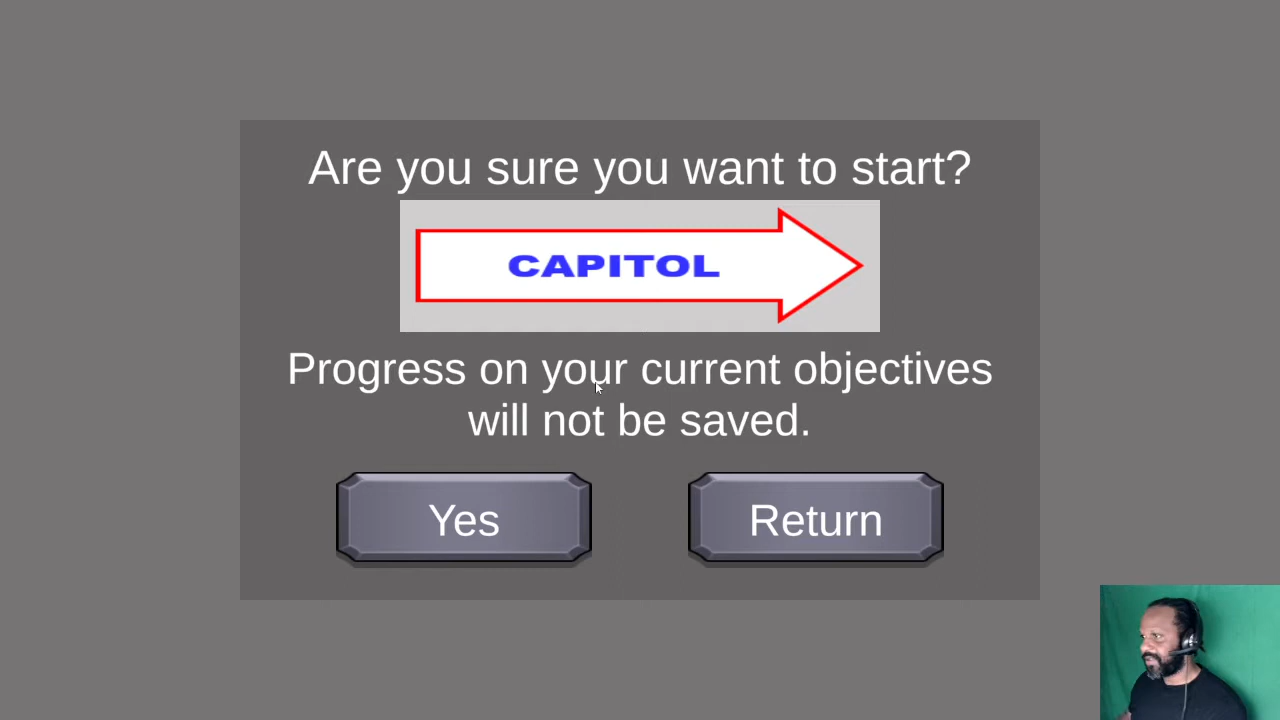 Are you sure you want to start?
CAPITOL
Progress on your current objectives
will not be saved.
Yes
Return